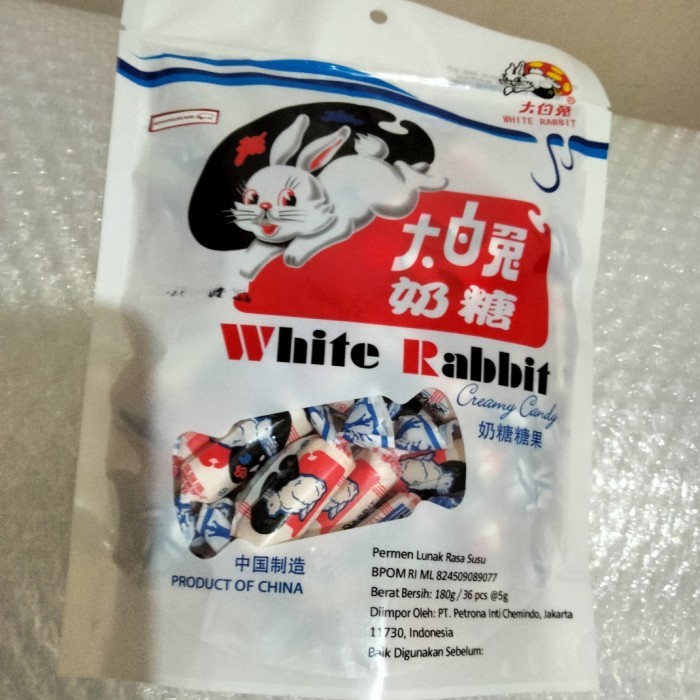 大白兔
WHITE RABBIT
大白兔
奶糖
White Rabbit
Creamy Candy
奶糖糖果
中国制造
PRODUCT OF CHINA
Permen Lunak Rasa Susu
BPOM RI ML 824509089077
Berat Bersih: 180g / 36 pcs @5g
Diimpor Oleh: PT. Petrona Inti Chemindo, Jakarta
11730, Indonesia
Baik Digunakan Sebelum: